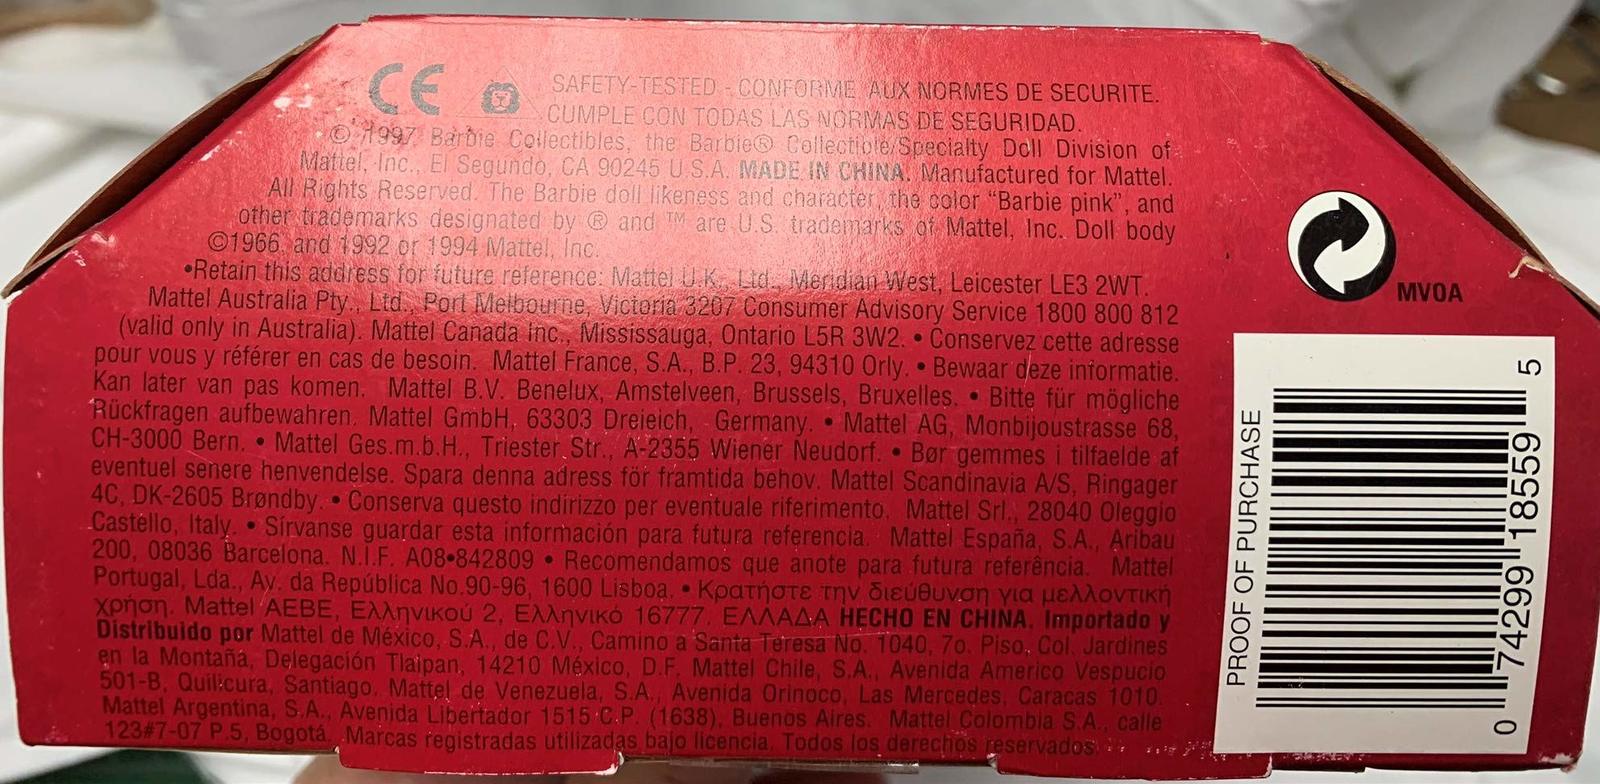 CE SAFETY-TESTED - CONFORME AUX NORMES DE SECURITE.
CUMPLE CON TODAS LAS NORMAS DE SEGURIDAD.
© 1997 Barbie Collectibles, the Barbie® Collectible/Specialty Doll Division of
Mattel, Inc., El Segundo, CA 90245 U.S.A. MADE IN CHINA. Manufactured for Mattel.
All Rights Reserved. The Barbie doll likeness and character, the color “Barbie pink”, and
other trademarks designated by ® and ™ are U.S. trademarks of Mattel, Inc.. Doll body
©1966, and 1992 or 1994 Mattel, Inc.
•Retain this address for future reference: Mattel U.K., Ltd., Meridian West, Leicester LE3 2WT.
Mattel Australia Pty., Ltd., Port Melbourne, Victoria 3207 Consumer Advisory Service 1800 800 812
(valid only in Australia). Mattel Canada Inc., Mississauga, Ontario L5R 3W2. • Conservez cette adresse
pour vous y référer en cas de besoin. Mattel France, S.A., B.P. 23, 94310 Orly. • Bewaar deze informatie.
Kan later van pas komen. Mattel B.V. Benelux, Amstelveen, Brussels, Bruxelles. • Bitte für mögliche
Rückfragen aufbewahren. Mattel GmbH, 63303 Dreieich, Germany. • Mattel AG, Monbijoustrasse 68,
CH-3000 Bern. • Mattel Ges.m.b.H., Triester Str., A-2355 Wiener Neudorf. • Bør gemmes i tilfaelde af
eventuel senere henvendelse. Spara denna adress för framtida behov. Mattel Scandinavia A/S, Ringager
4C, DK-2605 Brøndby. • Conserva questo indirizzo per eventuale riferimento. Mattel Srl., 28040 Oleggio
Castello, Italy. • Sírvanse guardar esta información para futura referencia. Mattel España, S.A., Aribau
200, 08036 Barcelona. N.I.F. A08•842809 • Recomendamos que anote para futura referência. Mattel
Portugal, Lda., Av. da República No.90-96, 1600 Lisboa. • Κρατήστε την διεύθυνση για μελλοντική
χρήση. Mattel ΑΕΒΕ, Ελληνικού 2, Ελληνικό 16777. ΕΛΛΑΔΑ HECHO EN CHINA. Importado y
Distribuido por Mattel de México, S.A., de C.V., Camino a Santa Teresa No. 1040, 7o. Piso, Col. Jardines
en la Montaña, Delegación Tlalpan, 14210 México, D.F. Mattel Chile, S.A., Avenida Americo Vespucio
501-B, Quilicura, Santiago. Mattel de Venezuela, S.A., Avenida Orinoco, Las Mercedes, Caracas 1010.
Mattel Argentina, S.A., Avenida Libertador 1515 C.P. (1638), Buenos Aires. Mattel Colombia S.A., calle
123#7-07 P.5, Bogotá. Marcas registradas utilizadas bajo licencia. Todos los derechos reservados.
MVOA
PROOF OF PURCHASE
0 74299 18559 5